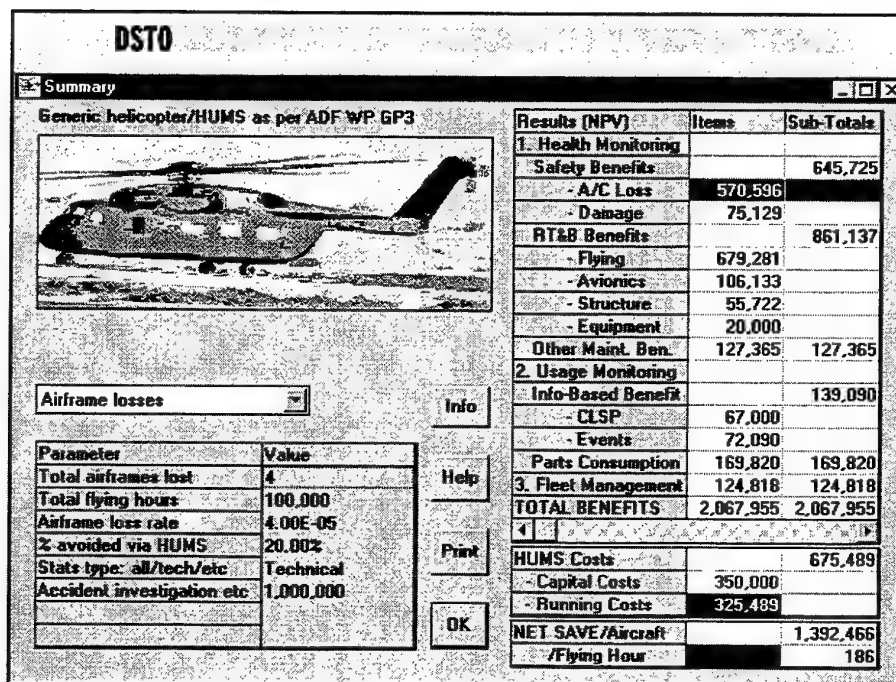 DSTO
Summary
Generic helicopter/HUMS as per ADF WP GP3
Airframe losses
Parameter Value
Total airframes lost 4
Total flying hours 100,000
Airframe loss rate 4.00E-05
% avoided via HUMS 20.00%
Stats type: all/tech/etc Technical
Accident investigation etc 1,000,000
Info
Help
Print
OK
Results (NPV) Items Sub-Totals
1. Health Monitoring
Safety Benefits 645,725
- A/C Loss 570,596
- Damage 75,129
RT&B Benefits 861,137
- Flying 679,281
- Avionics 106,133
- Structure 55,722
- Equipment 20,000
Other Maint. Ben. 127,365 127,365
2. Usage Monitoring
Info-Based Benefit 139,090
- CLSP 67,000
- Events 72,090
Parts Consumption 169,820 169,820
3. Fleet Management 124,818 124,818
TOTAL BENEFITS 2,067,955 2,067,955
HUMS Costs 675,489
- Capital Costs 350,000
- Running Costs 325,489
NET SAVE/Aircraft 1,392,466
/Flying Hour 186